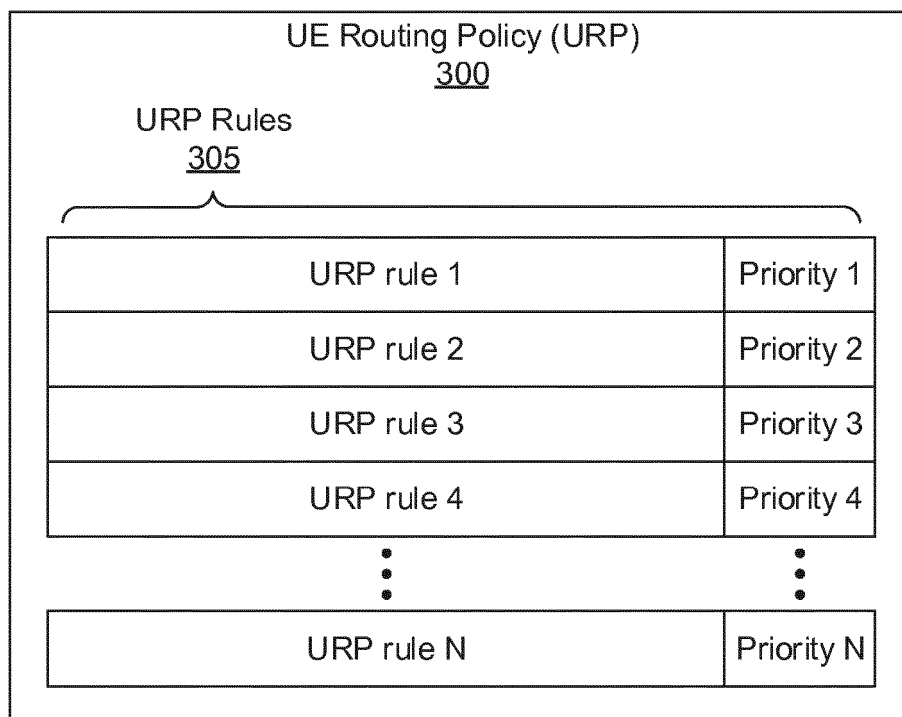 UE Routing Policy (URP)
300
URP Rules
305
URP rule 1 Priority 1
URP rule 2 Priority 2
URP rule 3 Priority 3
URP rule 4 Priority 4
URP rule N Priority N